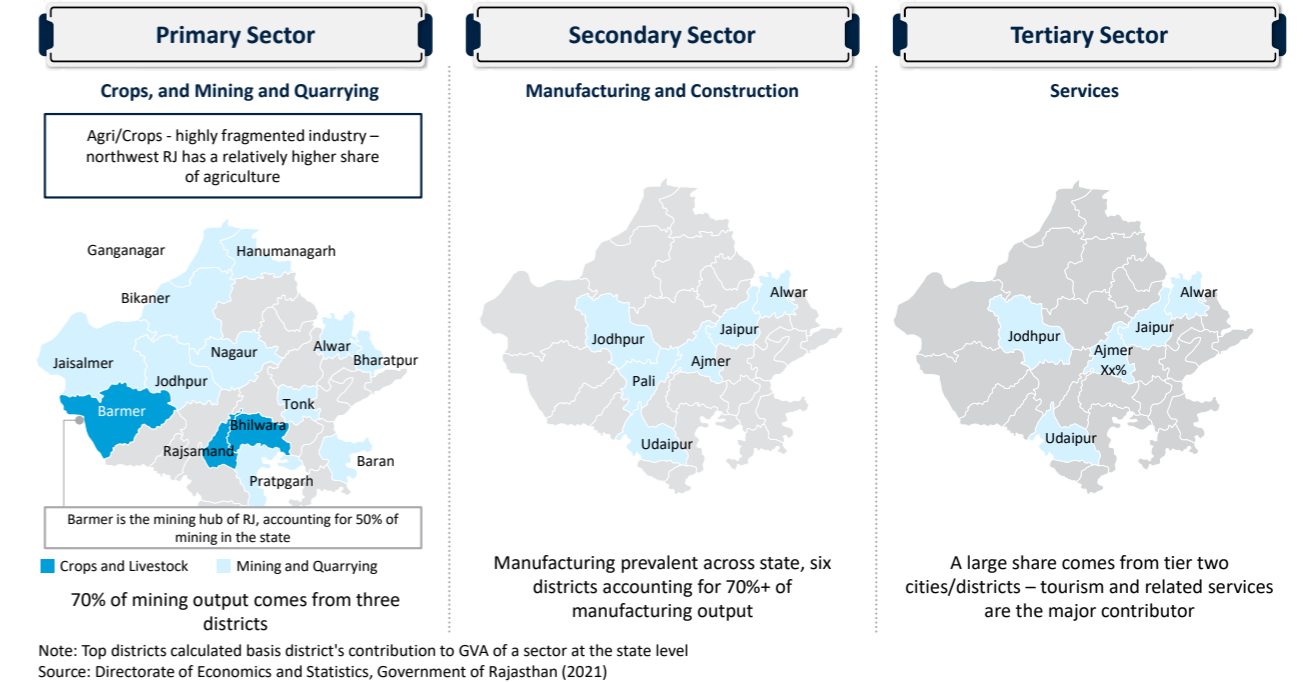 Primary Sector
Crops, and Mining and Quarrying
Agri/Crops - highly fragmented industry –
northwest RJ has a relatively higher share
of agriculture
Ganganagar
Hanumanagarh
Bikaner
Jaisalmer
Nagaur
Alwar
Bharatpur
Jodhpur
Barmer
Tonk
Bhilwara
Rajsamand
Baran
Pratpgarh
Barmer is the mining hub of RJ, accounting for 50% of
mining in the state
Crops and Livestock
Mining and Quarrying
70% of mining output comes from three
districts
Secondary Sector
Manufacturing and Construction
Alwar
Jaipur
Jodhpur
Ajmer
Pali
Udaipur
Manufacturing prevalent across state, six
districts accounting for 70%+ of
manufacturing output
Tertiary Sector
Services
Alwar
Jaipur
Jodhpur
Ajmer
Xx%
Udaipur
A large share comes from tier two
cities/districts – tourism and related services
are the major contributor
Note: Top districts calculated basis district's contribution to GVA of a sector at the state level
Source: Directorate of Economics and Statistics, Government of Rajasthan (2021)